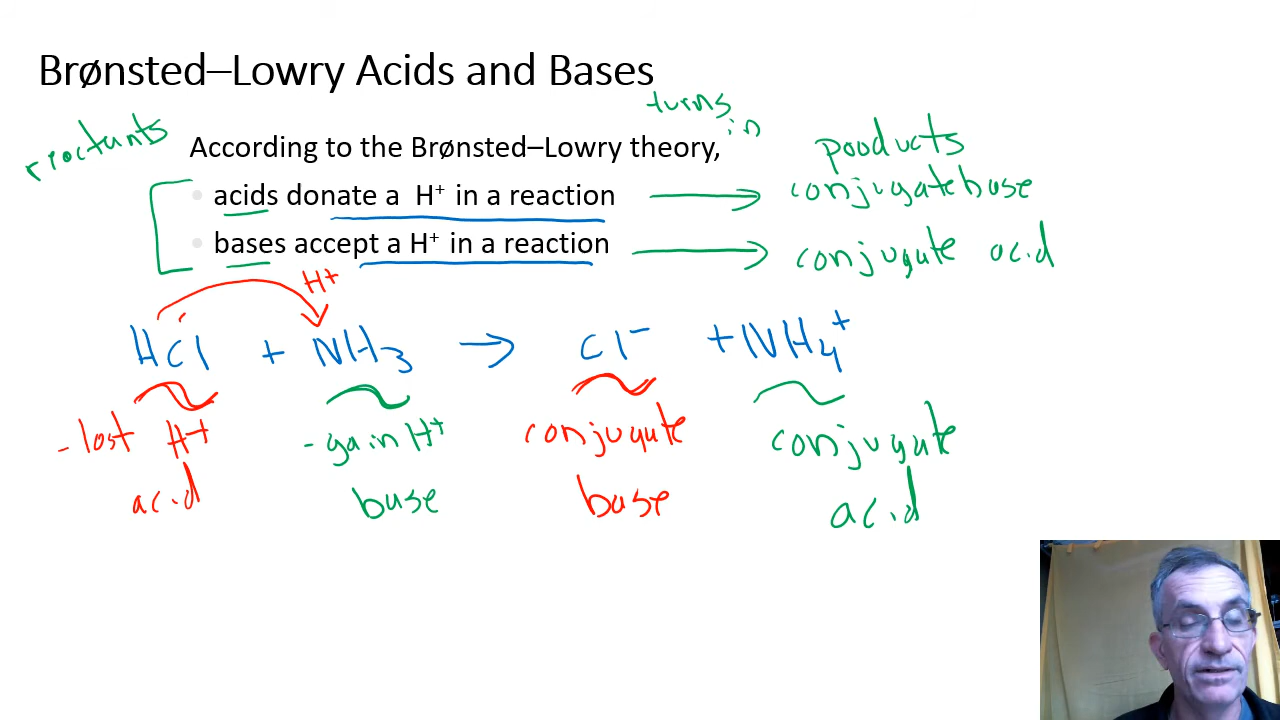 Brønsted–Lowry Acids and Bases
turns in
reactants
products
According to the Brønsted–Lowry theory,
• acids donate a H⁺ in a reaction → conjugate base
• bases accept a H⁺ in a reaction → conjugate acid
H+
HCl + NH3 → Cl⁻ + NH4⁺
-lost H+ -gain H+ conjugate conjugate
acid base base acid